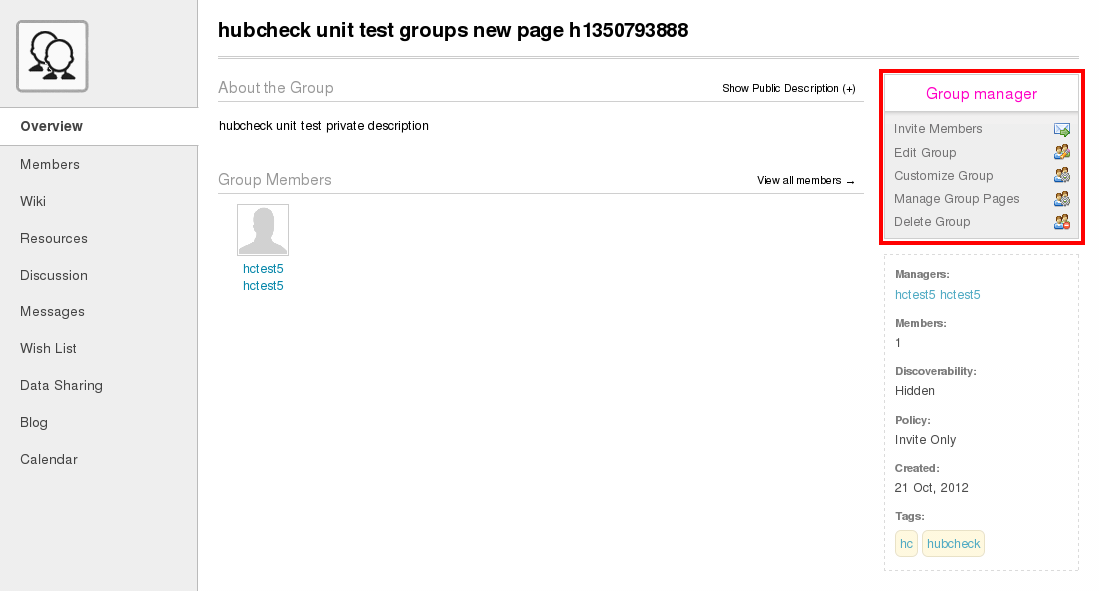 hubcheck unit test groups new page h1350793888
Overview
Members
Wiki
Resources
Discussion
Messages
Wish List
Data Sharing
Blog
Calendar
About the Group
Show Public Description (+)
hubcheck unit test private description
Group Members
View all members →
hctest5
hctest5
Group manager
Invite Members
Edit Group
Customize Group
Manage Group Pages
Delete Group
Managers:
hctest5 hctest5
Members:
1
Discoverability:
Hidden
Policy:
Invite Only
Created:
21 Oct, 2012
Tags:
hc hubcheck